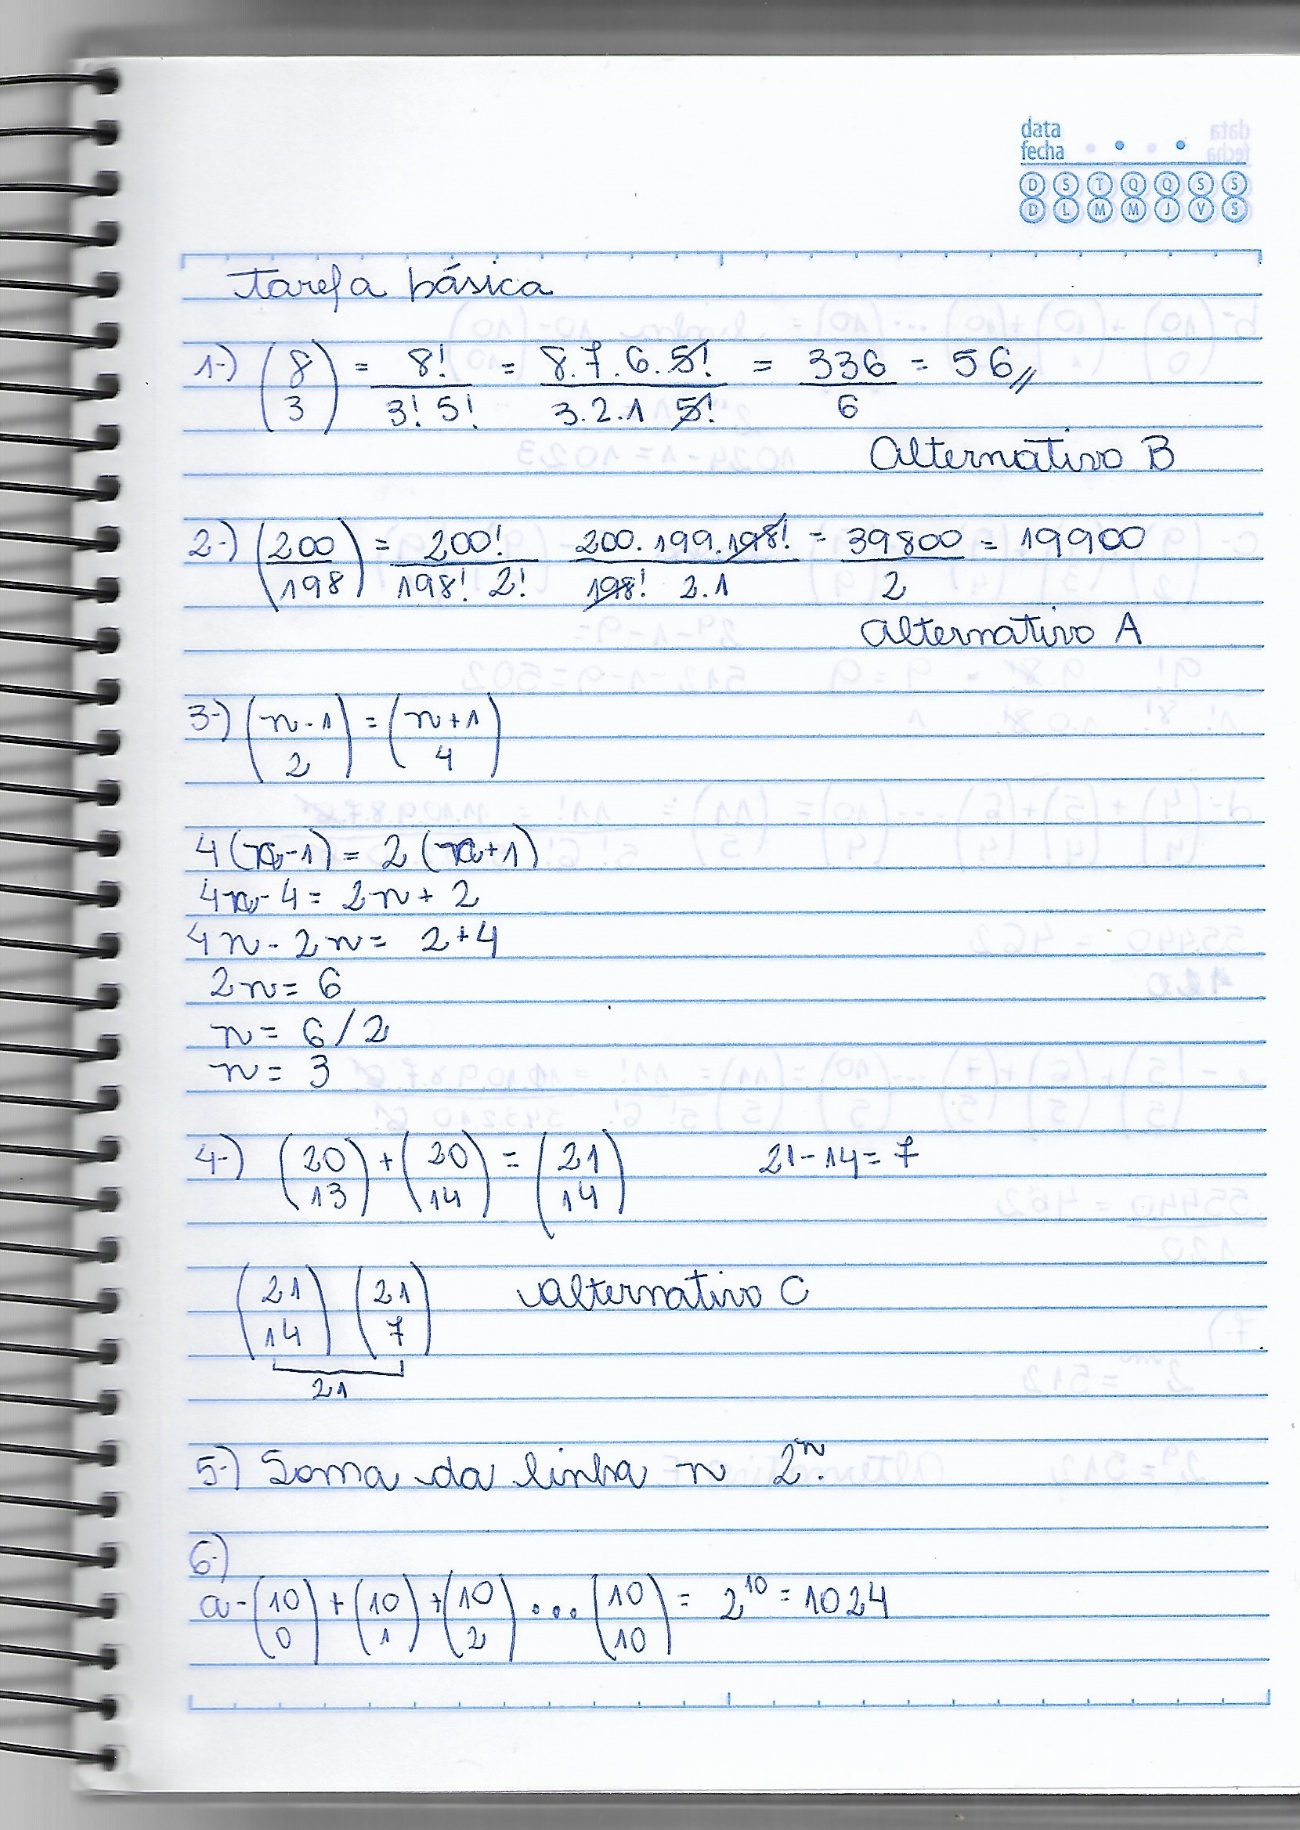 data
fecha
D S T Q Q S S
D L M M J V S
Tarefa básica
1-) (8 3) = 8! / 3! 5! = 8.7.6.5! / 3.2.1 5! = 336 / 6 = 56 //
Alternativa B
2-) (200 / 198) = 200! / 198! 2! 200.199.198! / 198! 2.1 = 39800 / 2 = 19900
Alternativa A
3-) (n-1 2) = (n+1 4)
4(n-1) = 2(n+1)
4n-4 = 2n+2
4n-2n = 2+4
2n = 6
n = 6/2
n = 3
4-) (20 13) + (20 14) = (21 14) 21-14=7
(21 14) (21 7) Alternativa C
21
5-) Soma da linha n 2ⁿ.
6-)
a- (10 0) + (10 1) + (10 2) ... (10 10) = 2¹⁰ = 1024